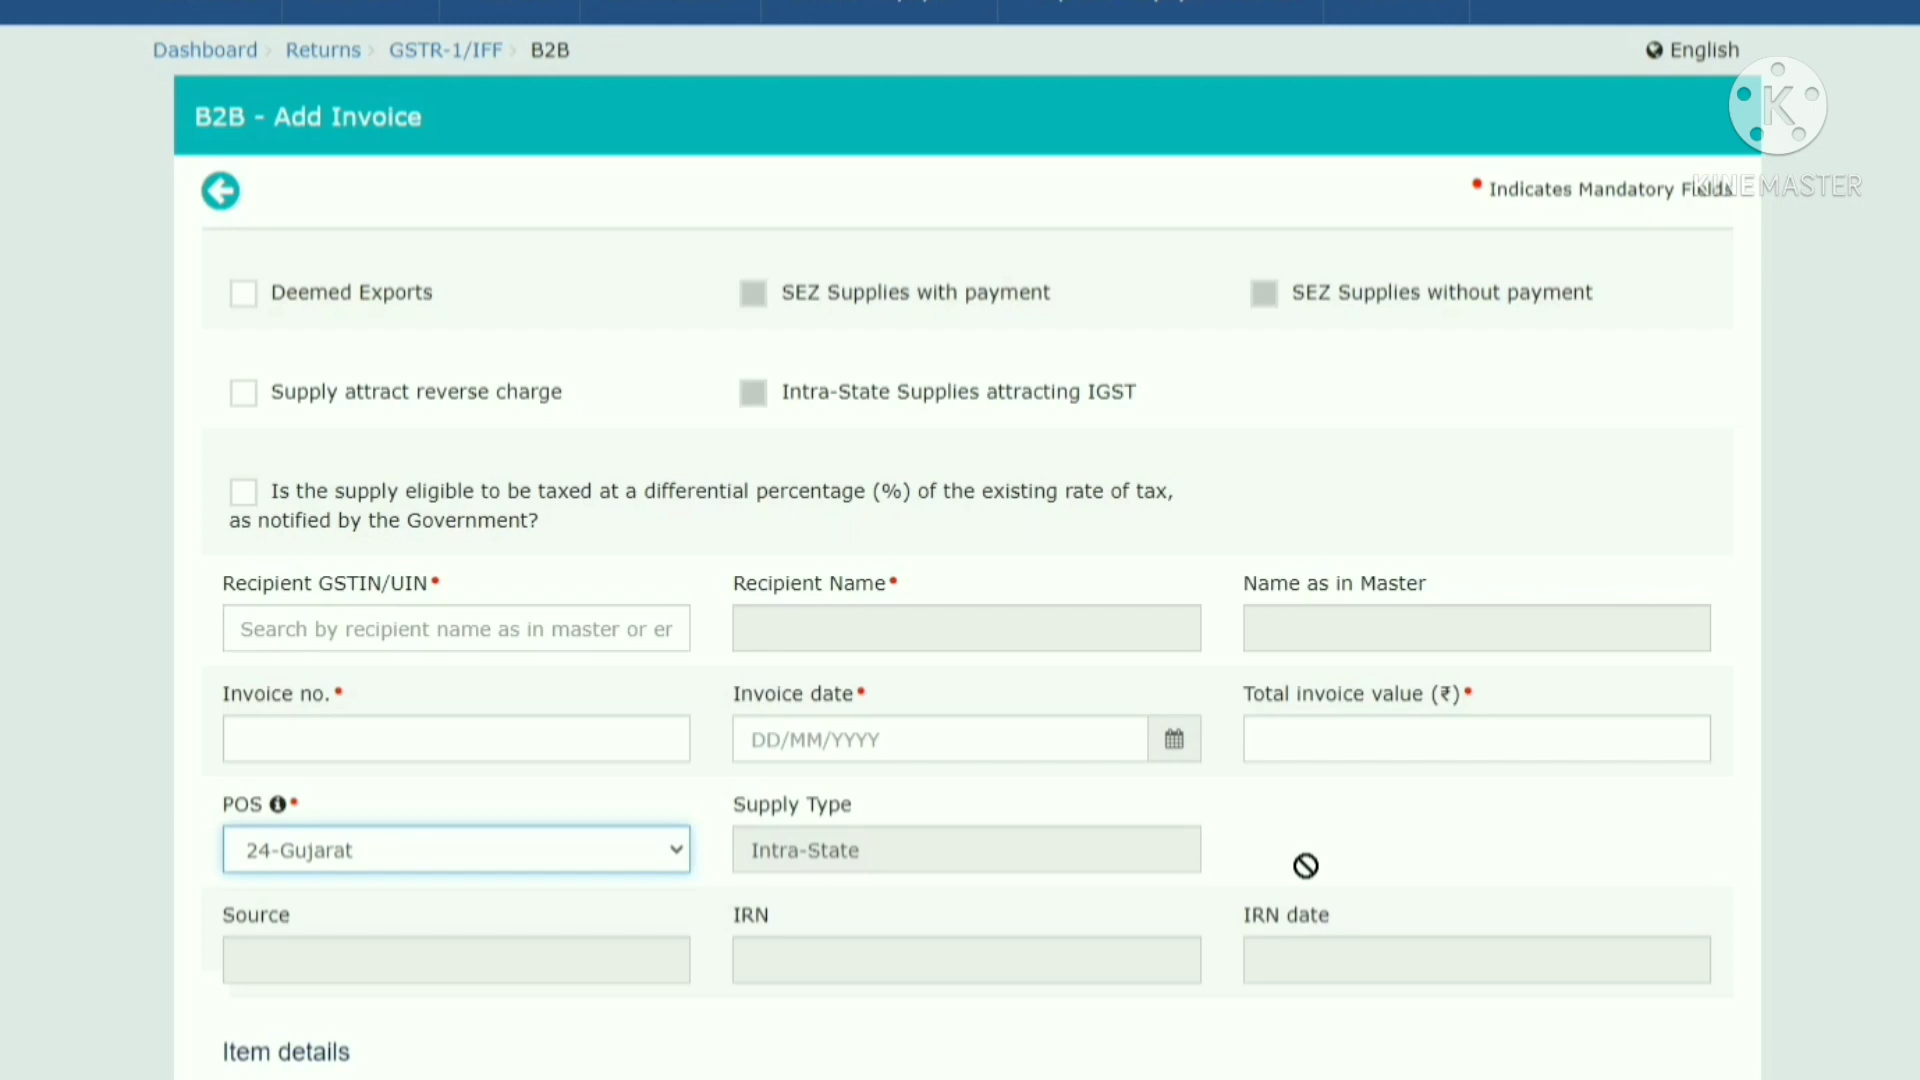 Dashboard Returns GSTR-1/IFF B2B
English
B2B - Add Invoice
K
KINEMASTER
Indicates Mandatory Fields
Deemed Exports
SEZ Supplies with payment
SEZ Supplies without payment
Supply attract reverse charge
Intra-State Supplies attracting IGST
Is the supply eligible to be taxed at a differential percentage (%) of the existing rate of tax,
as notified by the Government?
Recipient GSTIN/UIN
Recipient Name
Name as in Master
Search by recipient name as in master or er
Invoice no.
Invoice date
Total invoice value (₹)
DD/MM/YYYY
POS
Supply Type
24-Gujarat
Intra-State
Source
IRN
IRN date
Item details